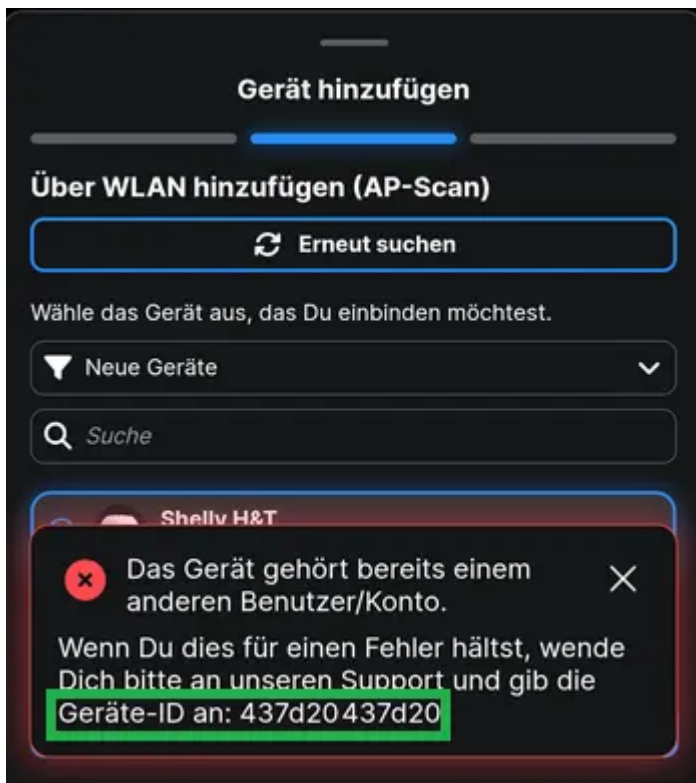 Gerät hinzufügen
Über WLAN hinzufügen (AP-Scan)
Erneut suchen
Wähle das Gerät aus, das Du einbinden möchtest.
Neue Geräte
Suche
Shelly H&T
Das Gerät gehört bereits einem
anderen Benutzer/Konto.
Wenn Du dies für einen Fehler hältst, wende
Dich bitte an unseren Support und gib die
Geräte-ID an: 437d20437d20